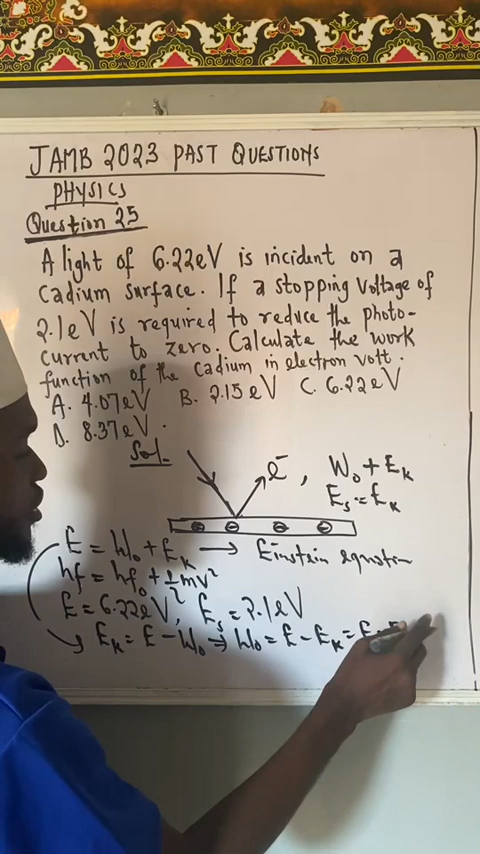 JAMB 2023 PAST QUESTIONS
PHYSICS
Question 25
A light of 6.22eV is incident on a
Cadium surface. If a stopping voltage of
2.1eV is required to reduce the photo-
current to zero. Calculate the work
function of the Cadium in electron vott.
A. 4.07eV B. 2.15eV C. 6.22eV
D. 8.37eV.
Sol.
e⁻, W₀ + Eₖ
Eₛ = Eₖ
E = W₀ + Eₖ → Einstein equation
hf = hf₀ + ½mv²
E = 6.22eV, Eₛ = 2.1eV
Eₖ = E − W₀ ⇒ W₀ = E − Eₖ = E −